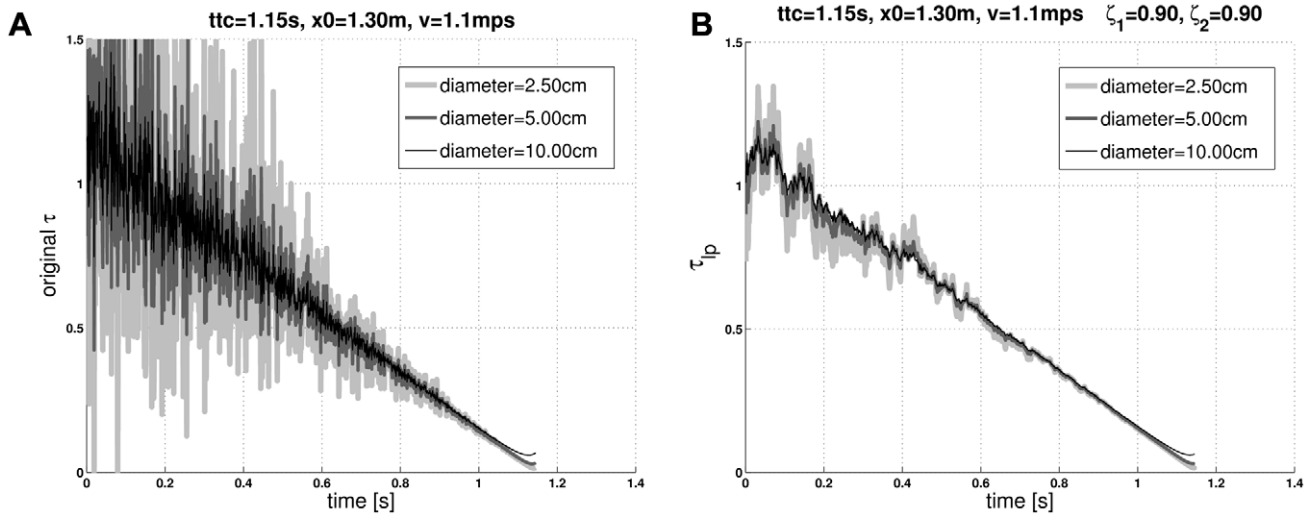 A
ttc=1.15s, x0=1.30m, v=1.1mps
1.5
1
0.5
0
original τ
diameter=2.50cm
diameter=5.00cm
diameter=10.00cm
0 0.2 0.4 0.6 0.8 1 1.2 1.4
time [s]
B
ttc=1.15s, x0=1.30m, v=1.1mps ζ1=0.90, ζ2=0.90
1.5
1
0.5
0
τlp
diameter=2.50cm
diameter=5.00cm
diameter=10.00cm
0 0.2 0.4 0.6 0.8 1 1.2 1.4
time [s]